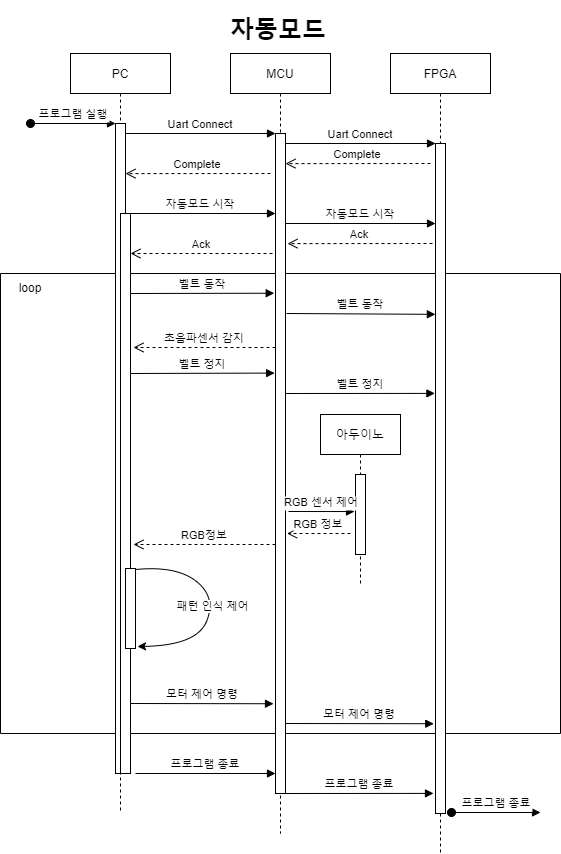 자동모드
PC
MCU
FPGA
프로그램 실행
Uart Connect
Uart Connect
Complete
Complete
자동모드 시작
자동모드 시작
Ack
Ack
loop
벨트 동작
벨트 동작
초음파센서 감지
벨트 정지
벨트 정지
아두이노
RGB 센서 제어
RGB 정보
RGB정보
패턴 인식 제어
모터 제어 명령
모터 제어 명령
프로그램 종료
프로그램 종료
프로그램 종료